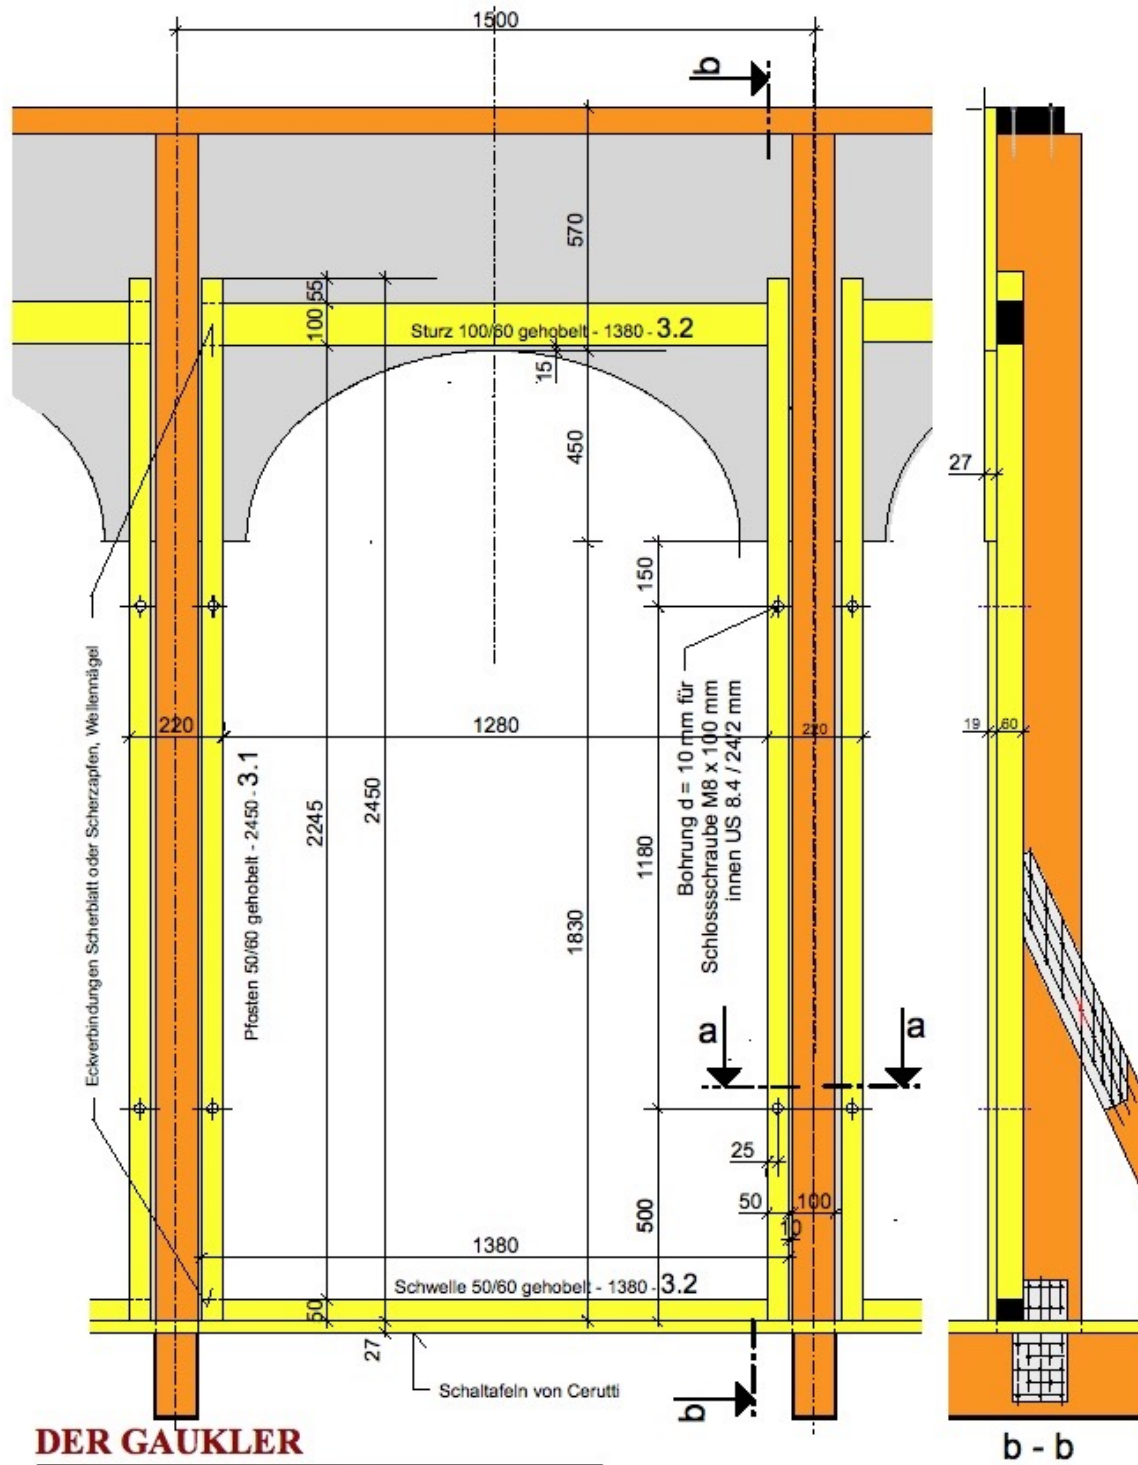 1500
b
570
55
100
Sturz 100/60 gehobelt - 1380 - 3.2
15
450
27
150
Eckverbindungen Scherblatt oder Scherzapfen, Wellennägel
Bohrung d = 10 mm für
Schlossschraube M8 x 100 mm
innen US 8.4 / 24/2 mm
220
1280
220
19
60
Pfosten 50/60 gehobelt - 2450 - 3.1
2245
2450
1180
1830
a
a
25
50
100
10
500
1380
Schwelle 50/60 gehobelt - 1380 - 3.2
50
27
Schaltafeln von Cerutti
b
DER GAUKLER
b - b